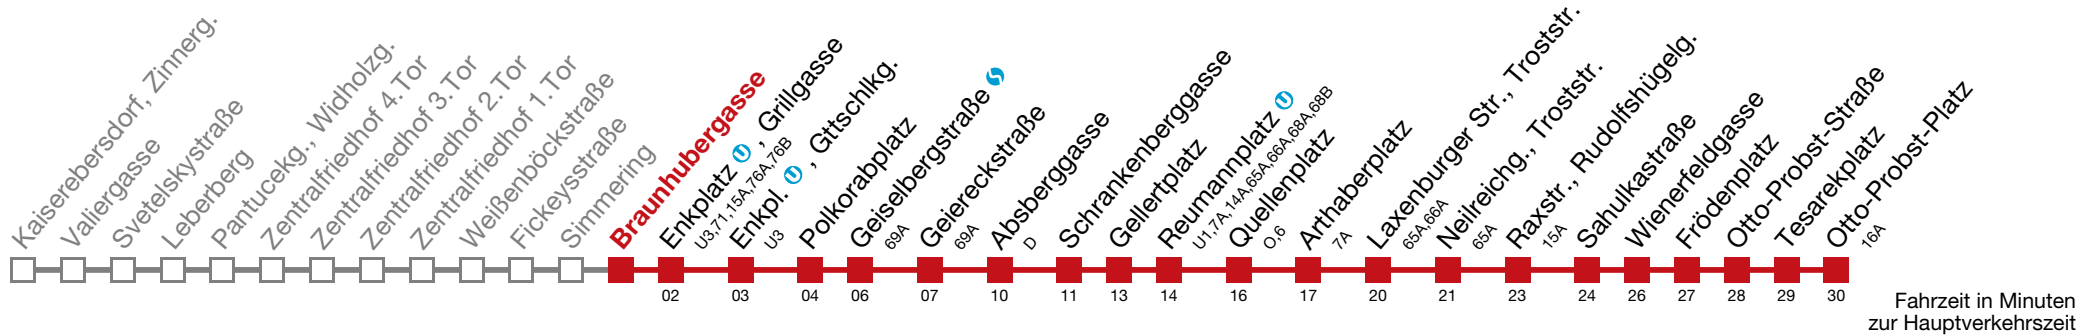 Kaiserebersdorf, Zinnerg.
Valiergasse
Svetelskystraße
Leberberg
Pantucekg., Widholzg.
Zentralfriedhof 4.Tor
Zentralfriedhof 3.Tor
Zentralfriedhof 2.Tor
Zentralfriedhof 1.Tor
Weißenböckstraße
Fickeysstraße
Simmering
Braunhubergasse
Enkplatz U, Grillgasse
U3,71,15A,76A,76B
Enkpl. U, Gttschlkg.
U3
Polkorabplatz
Geiselbergstraße
69A
Geiereckstraße
69A
Absberggasse
D
Schrankenberggasse
Gellertplatz
Reumannplatz U
U1,7A,14A,65A,66A,68A,68B
Quellenplatz
O,6
Arthaberplatz
7A
Laxenburger Str., Troststr.
65A,66A
Neilreichg., Troststr.
65A
Raxstr., Rudolfshügelg.
15A
Sahulkastraße
Wienerfeldgasse
Frödenplatz
Otto-Probst-Straße
Tesarekplatz
Otto-Probst-Platz
16A
02 03 04 06 07 10 11 13 14 16 17 20 21 23 24 26 27 28 29 30
Fahrzeit in Minuten
zur Hauptverkehrszeit